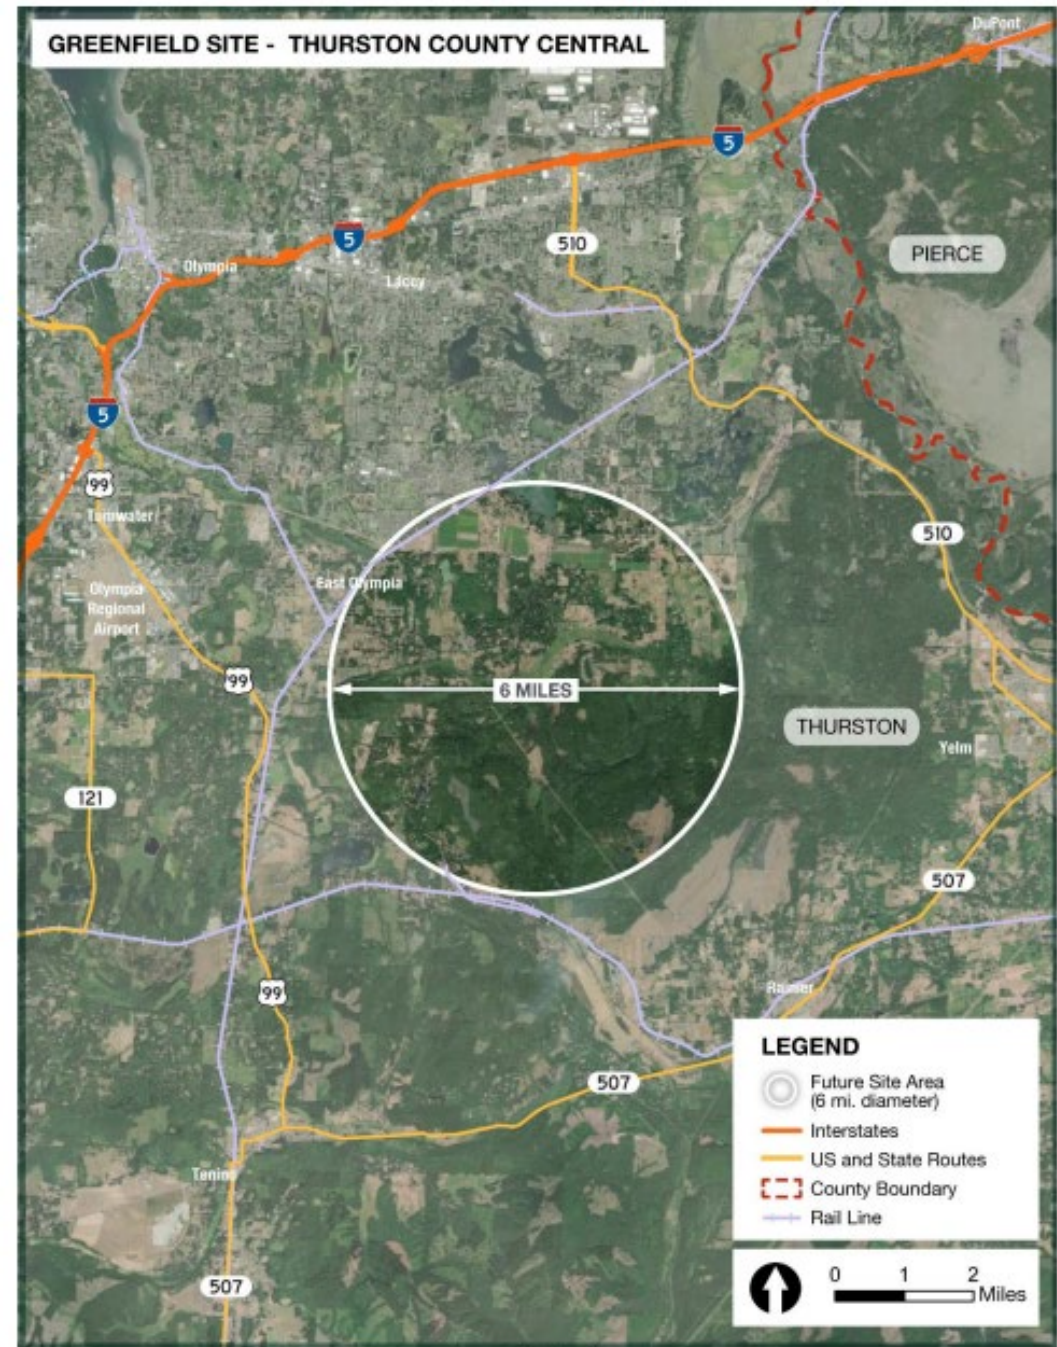 GREENFIELD SITE - THURSTON COUNTY CENTRAL
DuPont
5
5
510
PIERCE
Olympia
Lacey
5
99
Tumwater
510
East Olympia
Olympia
Regional
Airport
99
6 MILES
THURSTON
Yelm
121
507
99
Rainier
507
Tenino
507
LEGEND
Future Site Area
(6 mi. diameter)
Interstates
US and State Routes
County Boundary
Rail Line
0 1 2
Miles